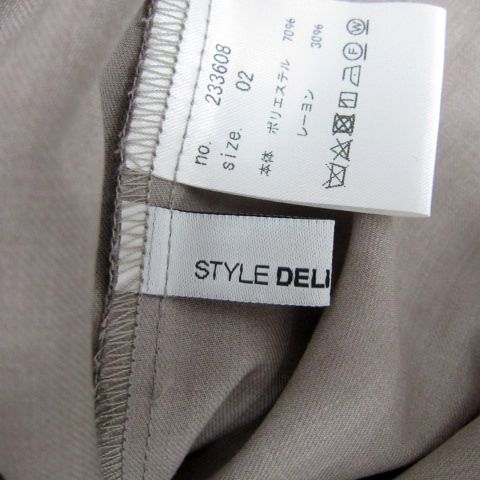 no. 233608
size. 02
本体 ポリエステル 70%
レーヨン 30%
STYLE DELI